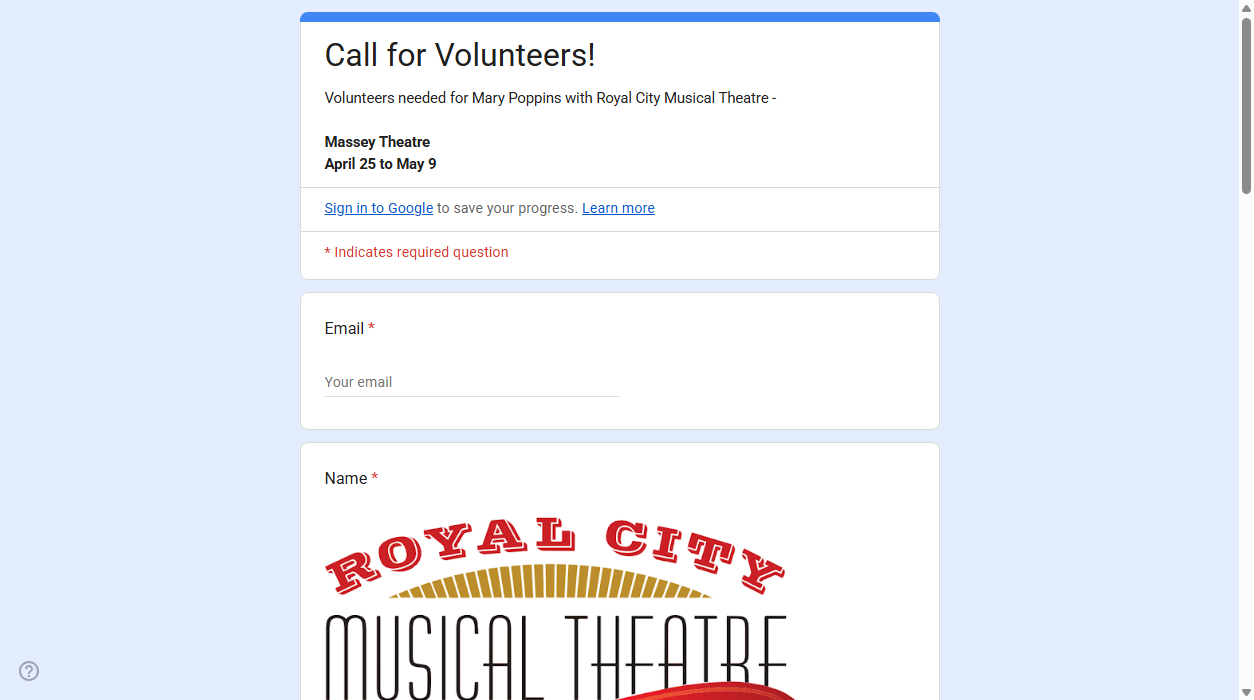 Call for Volunteers!
Volunteers needed for Mary Poppins with Royal City Musical Theatre -
Massey Theatre
April 25 to May 9
Sign in to Google to save your progress. Learn more
* Indicates required question
Email *
Your email
Name *
ROYAL CITY
MUSICAL THEATRE